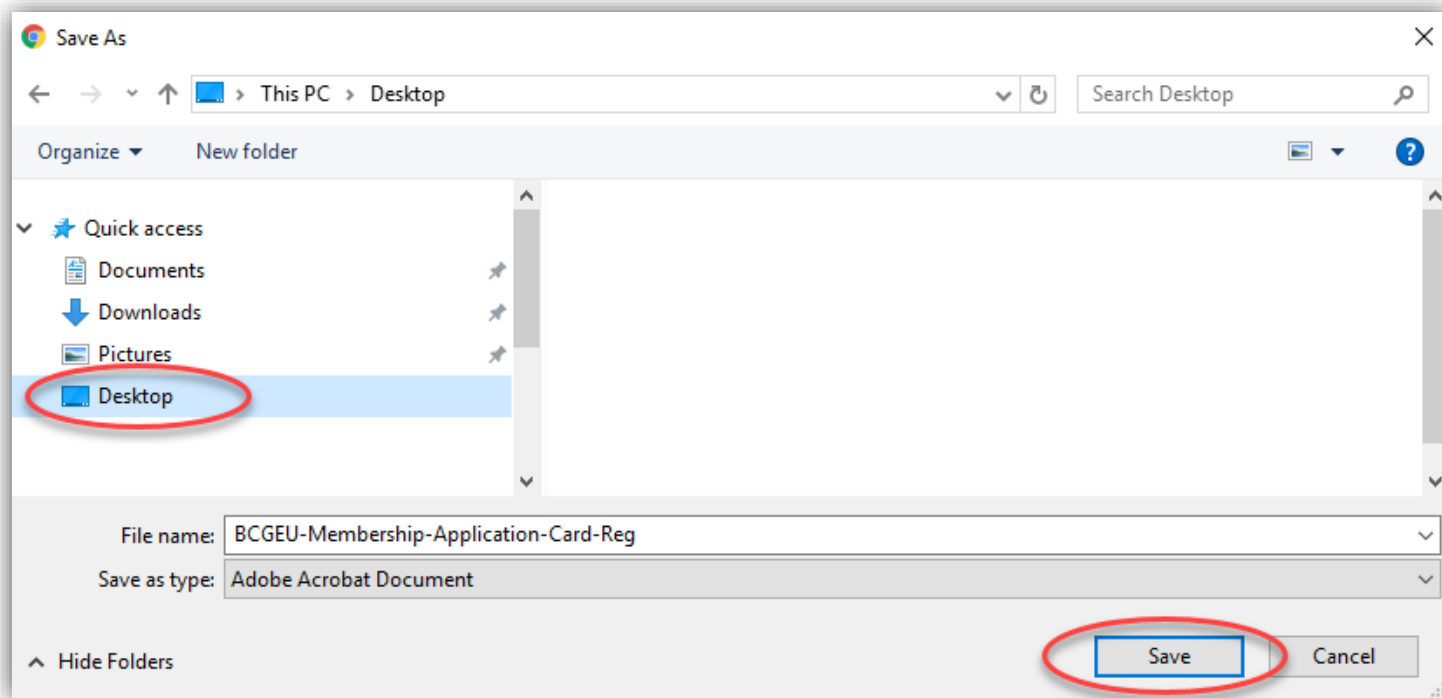 Save As
This PC > Desktop
Search Desktop
Organize
New folder
?
Quick access
Documents
Downloads
Pictures
Desktop
File name: BCGEU-Membership-Application-Card-Reg
Save as type: Adobe Acrobat Document
Hide Folders
Save
Cancel